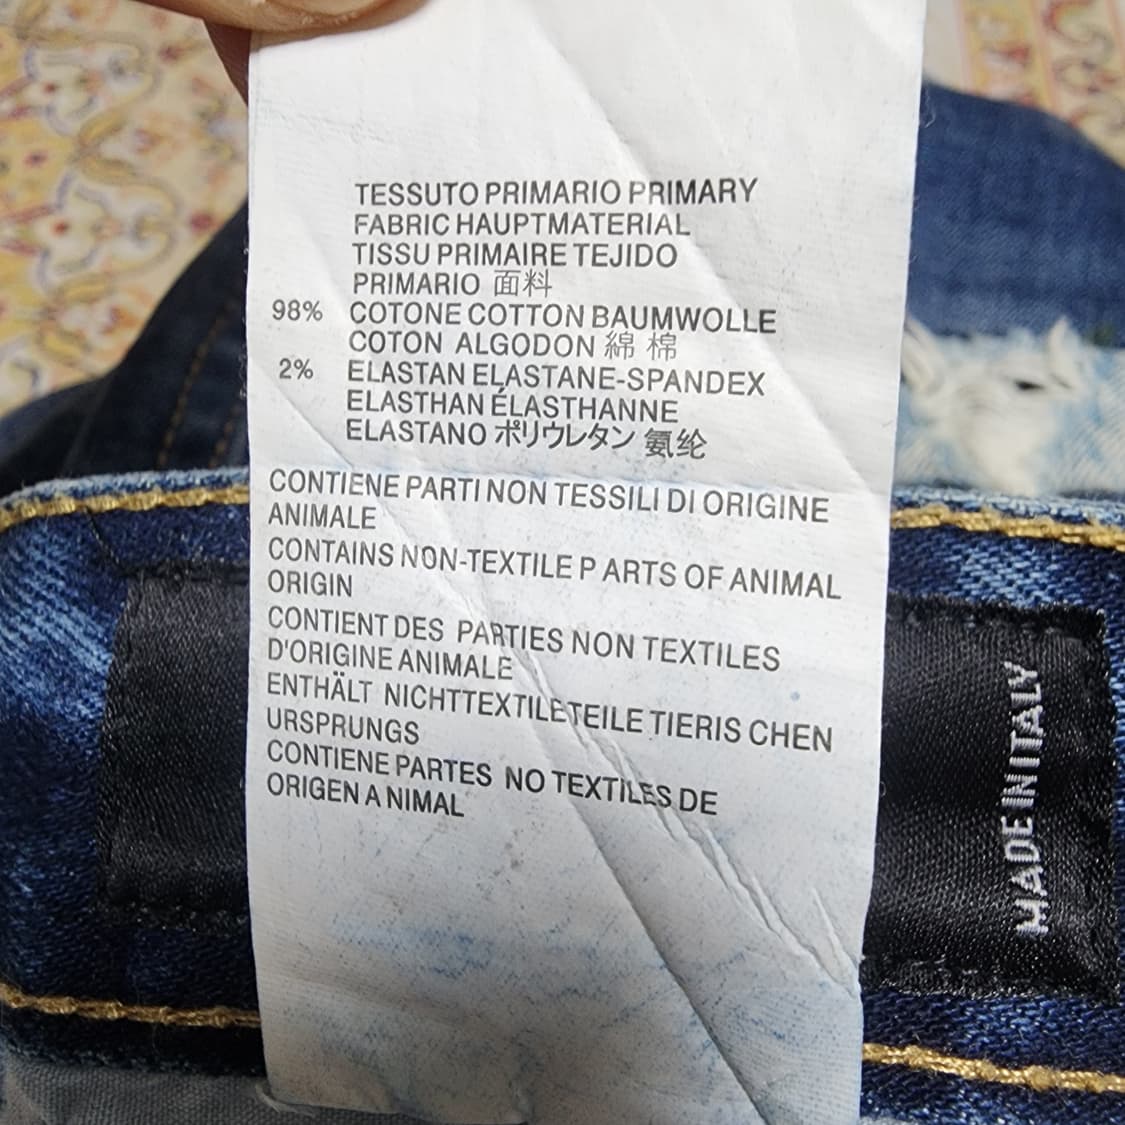 TESSUTO PRIMARIO PRIMARY
FABRIC HAUPTMATERIAL
TISSU PRIMAIRE TEJIDO
PRIMARIO 面料
98% COTONE COTTON BAUMWOLLE
COTON ALGODON 綿 棉
2% ELASTAN ELASTANE-SPANDEX
ELASTHAN ÉLASTHANNE
ELASTANO ポリウレタン 氨纶
CONTIENE PARTI NON TESSILI DI ORIGINE
ANIMALE
CONTAINS NON-TEXTILE P ARTS OF ANIMAL
ORIGIN
CONTIENT DES PARTIES NON TEXTILES
D'ORIGINE ANIMALE
ENTHÄLT NICHTTEXTILETEILE TIERIS CHEN
URSPRUNGS
CONTIENE PARTES NO TEXTILES DE
ORIGEN A NIMAL
MADE IN ITALY